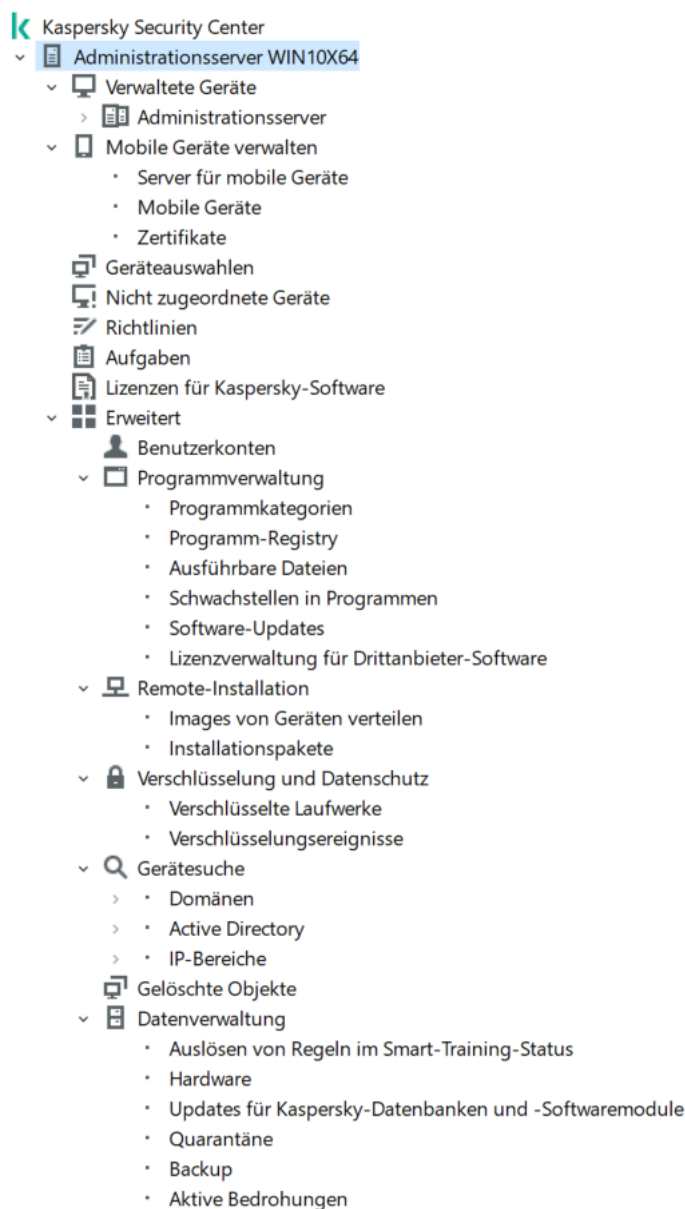 Kaspersky Security Center
Administrationsserver WIN10X64
Verwaltete Geräte
Administrationsserver
Mobile Geräte verwalten
Server für mobile Geräte
Mobile Geräte
Zertifikate
Geräteauswahlen
Nicht zugeordnete Geräte
Richtlinien
Aufgaben
Lizenzen für Kaspersky-Software
Erweitert
Benutzerkonten
Programmverwaltung
Programmkategorien
Programm-Registry
Ausführbare Dateien
Schwachstellen in Programmen
Software-Updates
Lizenzverwaltung für Drittanbieter-Software
Remote-Installation
Images von Geräten verteilen
Installationspakete
Verschlüsselung und Datenschutz
Verschlüsselte Laufwerke
Verschlüsselungsereignisse
Gerätesuche
Domänen
Active Directory
IP-Bereiche
Gelöschte Objekte
Datenverwaltung
Auslösen von Regeln im Smart-Training-Status
Hardware
Updates für Kaspersky-Datenbanken und -Softwaremodule
Quarantäne
Backup
Aktive Bedrohungen